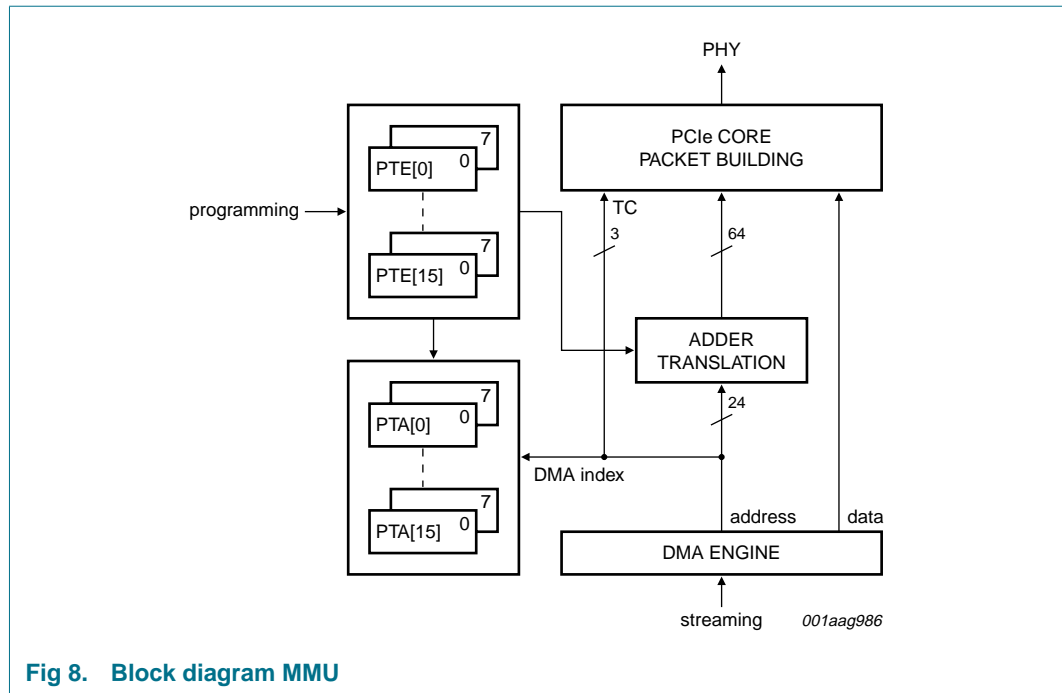 PHY
PCIe CORE
PACKET BUILDING
7
PTE[0] 0
programming
TC
3
64
7
PTE[15] 0
ADDER
TRANSLATION
24
7
PTA[0] 0
DMA index
7
PTA[15] 0
address data
DMA ENGINE
streaming 001aag986
Fig 8. Block diagram MMU